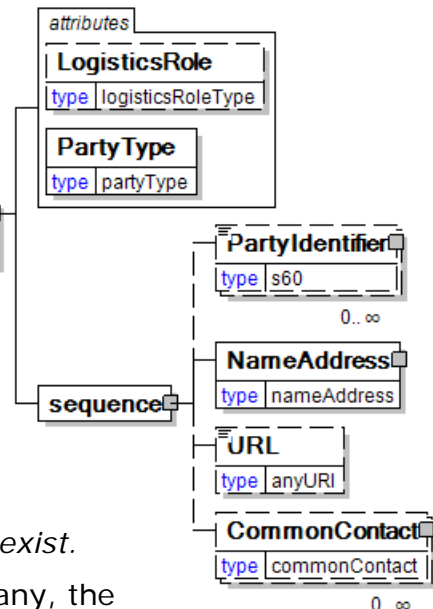 attributes
LogisticsRole
type logisticsRoleType
PartyType
type partyType
PartyIdentifier
type s60
0..∞
NameAddress
type nameAddress
sequence
URL
type anyURI
exist.
CommonContact
type commonContact
any, the
0..∞